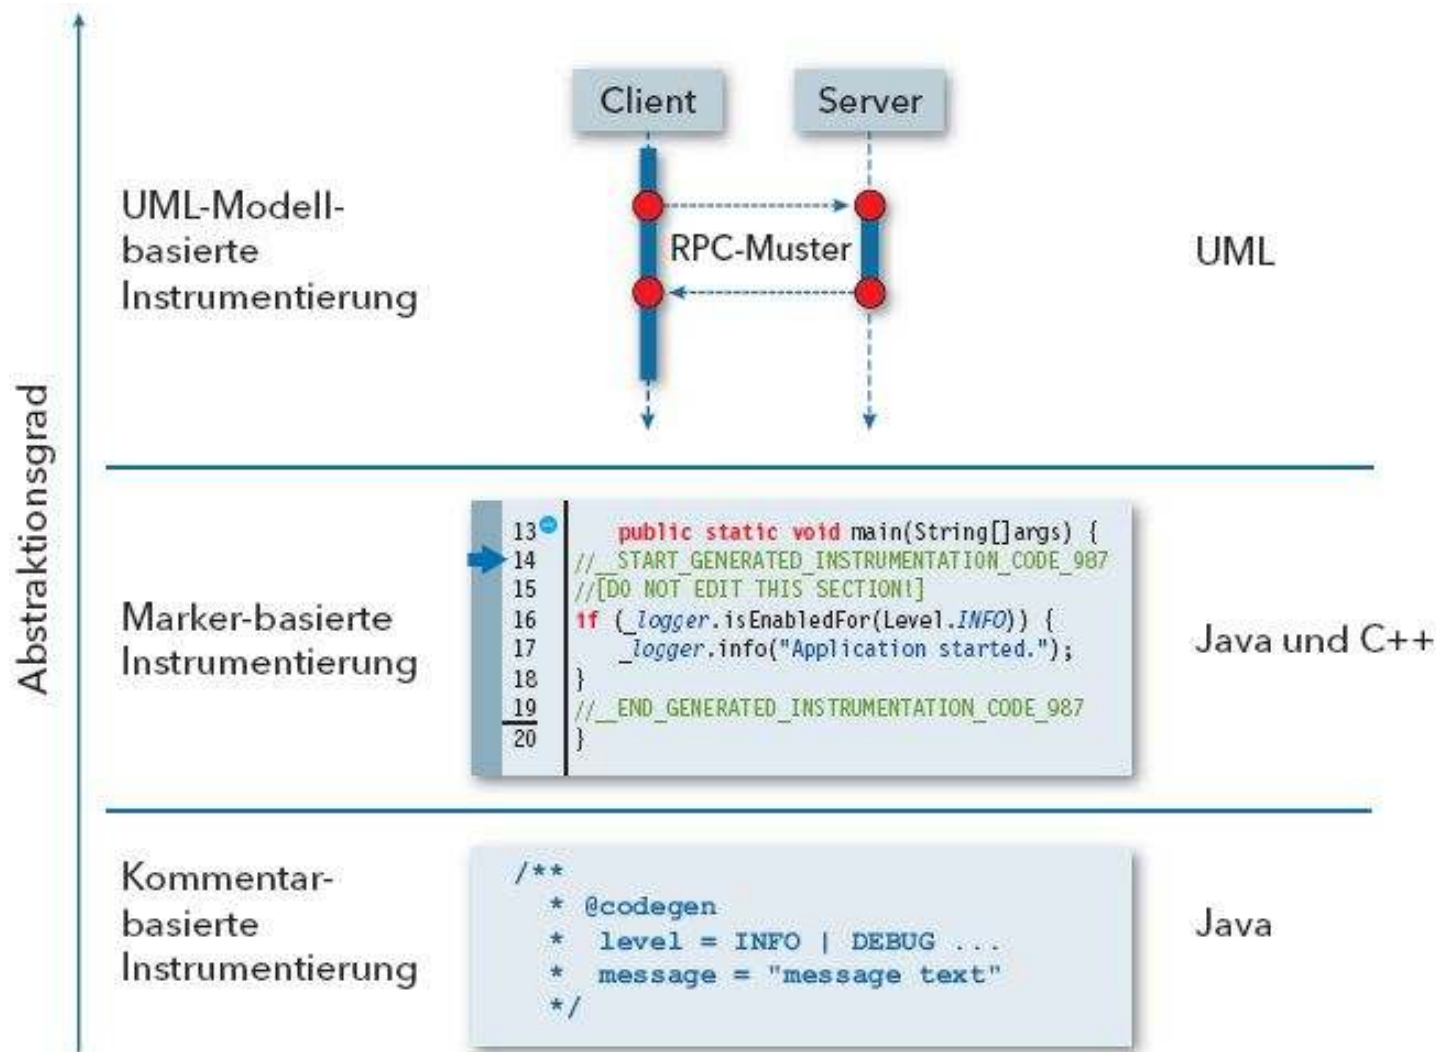 Abstraktionsgrad
Client
Server
UML-Modell-
basierte
Instrumentierung
RPC-Muster
UML
Marker-basierte
Instrumentierung
13 public static void main(String[]args) {
14 //__START_GENERATED_INSTRUMENTATION_CODE_987
15 //[DO NOT EDIT THIS SECTION!]
16 if (_logger.isEnabledFor(Level.INFO)) {
17 _logger.info("Application started.");
18 }
19 //__END_GENERATED_INSTRUMENTATION_CODE_987
20 }
Java und C++
Kommentar-
basierte
Instrumentierung
/**
* @codegen
* level = INFO | DEBUG ...
* message = "message text"
*/
Java